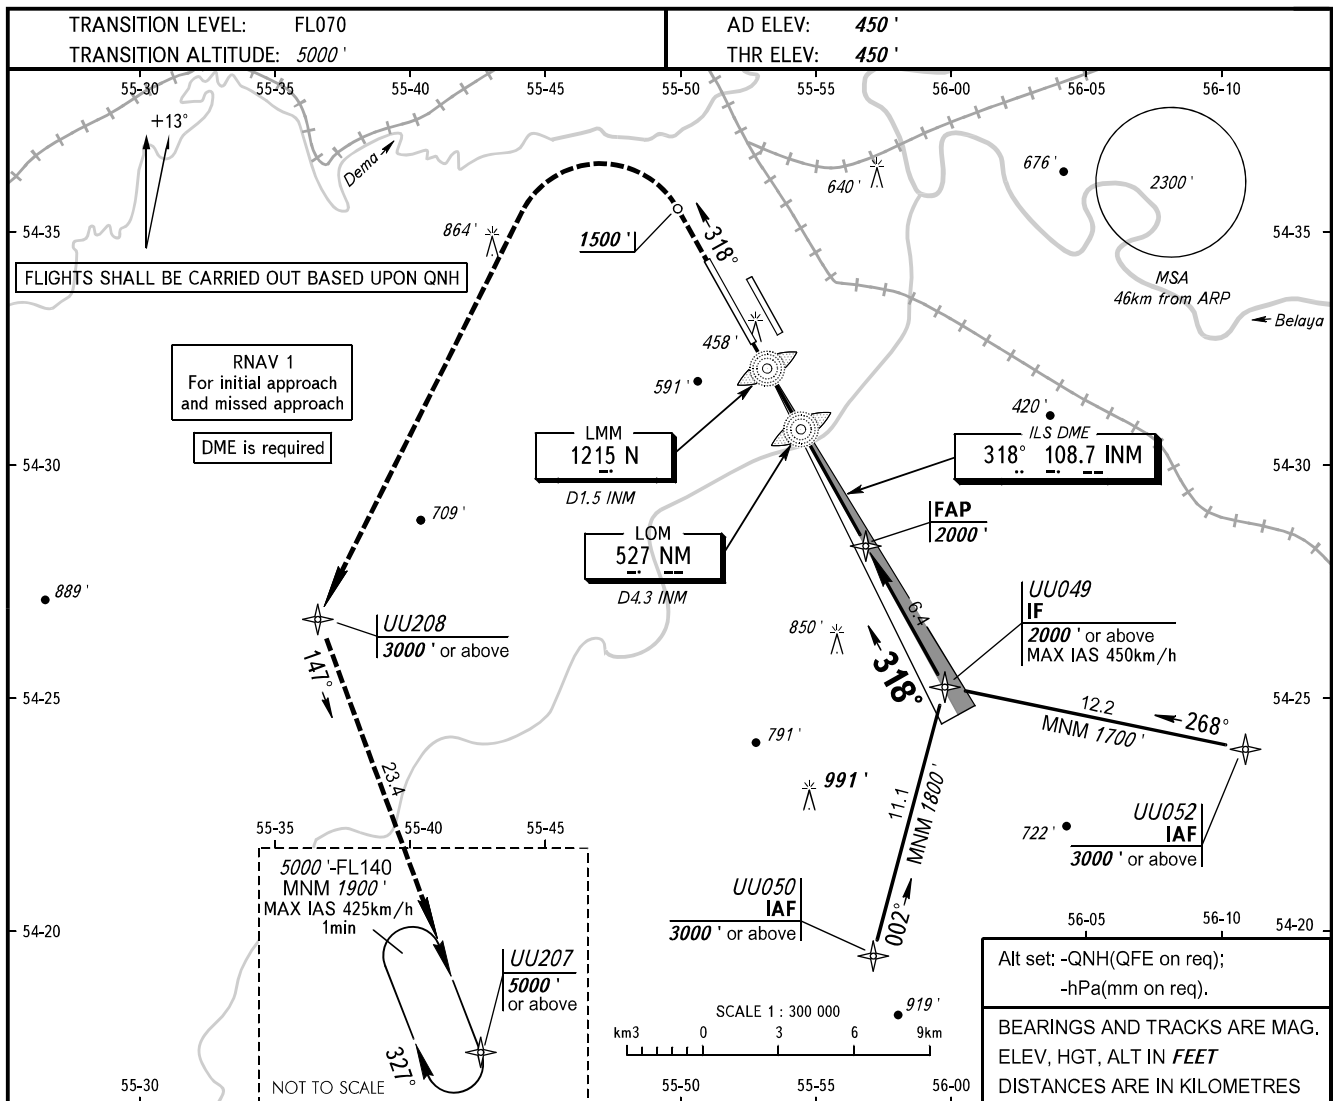 TRANSITION LEVEL: FL070
TRANSITION ALTITUDE: 5000 '
AD ELEV: 450 '
THR ELEV: 450 '
55-30 55-35 55-40 55-45 55-50 55-55 56-00 56-05 56-10
+13°
Dema
640 '
676 '
2300 '
54-35
864 '
1500 '
318°
54-35
FLIGHTS SHALL BE CARRIED OUT BASED UPON QNH
MSA
46km from ARP
Belaya
458 '
RNAV 1
For initial approach
and missed approach
591 '
420 '
DME is required
LMM
1215 N
D1.5 INM
ILS DME
318° 108.7 INM
54-30
54-30
709 '
FAP
2000 '
LOM
527 NM
D4.3 INM
889 '
UU208
3000 ' or above
850 '
6.4
UU049
IF
2000 ' or above
MAX IAS 450km/h
147°
318°
54-25
54-25
12.2
MNM 1700 '
268°
791 '
991 '
23.4
11.1
MNM 1800 '
722 '
UU052
IAF
3000 ' or above
55-35 55-40 55-45
5000 '-FL140
MNM 1900 '
MAX IAS 425km/h
1min
UU050
IAF
3000 ' or above
002°
54-20
56-05 56-10
54-20
UU207
5000 '
or above
327°
NOT TO SCALE
919 '
SCALE 1 : 300 000
km3 0 3 6 9km
55-30 55-50 55-55 56-00
Alt set: -QNH(QFE on req);
-hPa(mm on req).
BEARINGS AND TRACKS ARE MAG.
ELEV, HGT, ALT IN FEET
DISTANCES ARE IN KILOMETRES